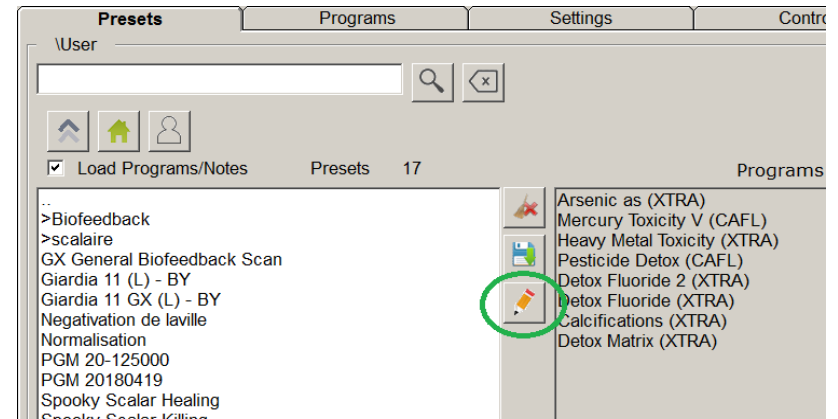 Presets Programs Settings Contro
\User
Load Programs/Notes Presets 17 Programs
..
>Biofeedback
>scalaire
GX General Biofeedback Scan
Giardia 11 (L) - BY
Giardia 11 GX (L) - BY
Negativation de laville
Normalisation
PGM 20-125000
PGM 20180419
Spooky Scalar Healing
Spooky Scalar Killing
Arsenic as (XTRA)
Mercury Toxicity V (CAFL)
Heavy Metal Toxicity (XTRA)
Pesticide Detox (CAFL)
Detox Fluoride 2 (XTRA)
Detox Fluoride (XTRA)
Calcifications (XTRA)
Detox Matrix (XTRA)